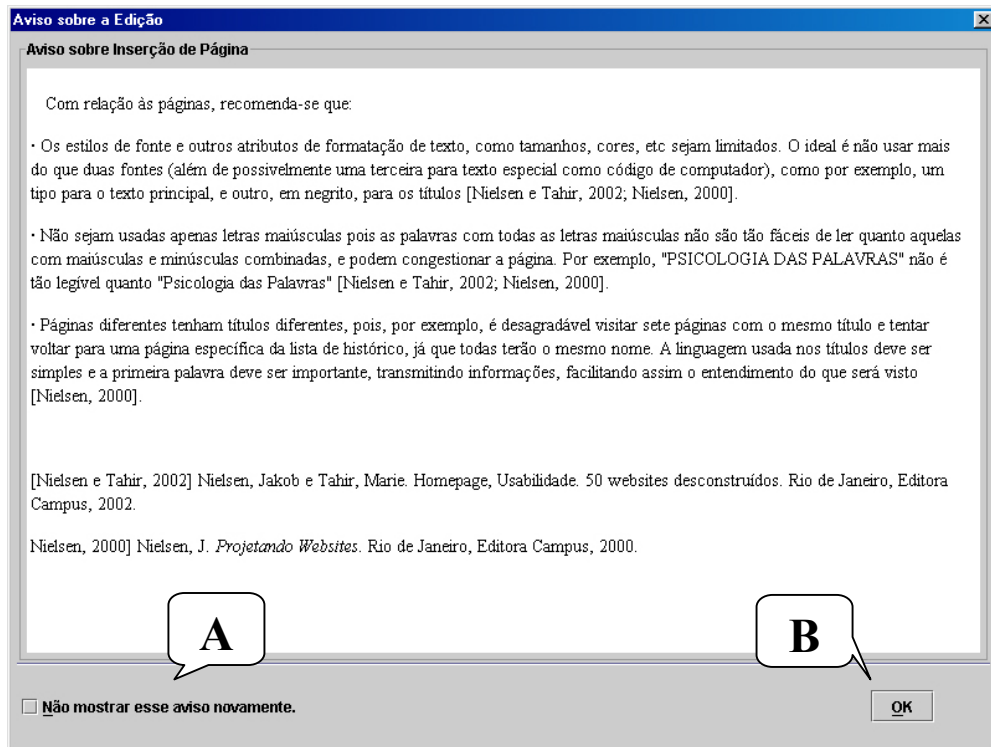 Aviso sobre a Edição
Aviso sobre Inserção de Página
Com relação às páginas, recomenda-se que:
· Os estilos de fonte e outros atributos de formatação de texto, como tamanhos, cores, etc sejam limitados. O ideal é não usar mais
do que duas fontes (além de possivelmente uma terceira para texto especial como código de computador), como por exemplo, um
tipo para o texto principal, e outro, em negrito, para os títulos [Nielsen e Tahir, 2002; Nielsen, 2000].
· Não sejam usadas apenas letras maiúsculas pois as palavras com todas as letras maiúsculas não são tão fáceis de ler quanto aquelas
com maiúsculas e minúsculas combinadas, e podem congestionar a página. Por exemplo, "PSICOLOGIA DAS PALAVRAS" não é
tão legível quanto "Psicologia das Palavras" [Nielsen e Tahir, 2002; Nielsen, 2000].
· Páginas diferentes tenham títulos diferentes, pois, por exemplo, é desagradável visitar sete páginas com o mesmo título e tentar
voltar para uma página específica da lista de histórico, já que todas terão o mesmo nome. A linguagem usada nos títulos deve ser
simples e a primeira palavra deve ser importante, transmitindo informações, facilitando assim o entendimento do que será visto
[Nielsen, 2000].
[Nielsen e Tahir, 2002] Nielsen, Jakob e Tahir, Marie. Homepage, Usabilidade. 50 websites desconstruídos. Rio de Janeiro, Editora
Campus, 2002.
Nielsen, 2000] Nielsen, J. Projetando Websites. Rio de Janeiro, Editora Campus, 2000.
A
B
Não mostrar esse aviso novamente.
OK